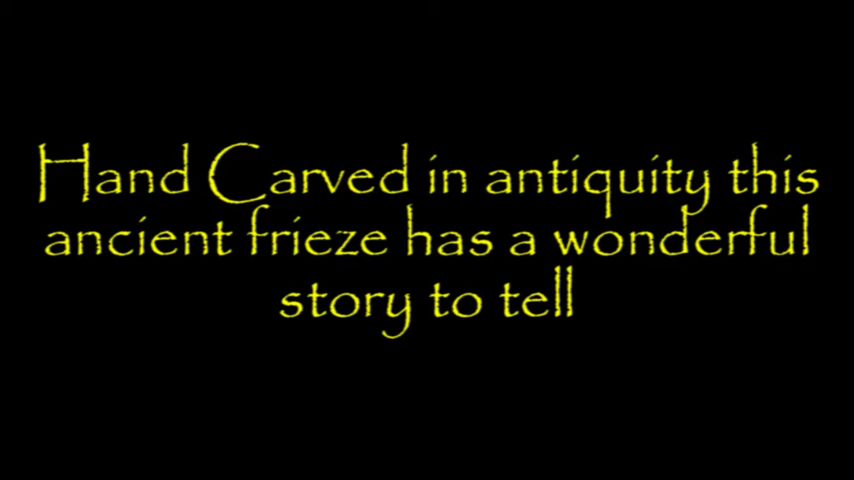 Hand Carved in antiquity this
ancient frieze has a wonderful
story to tell